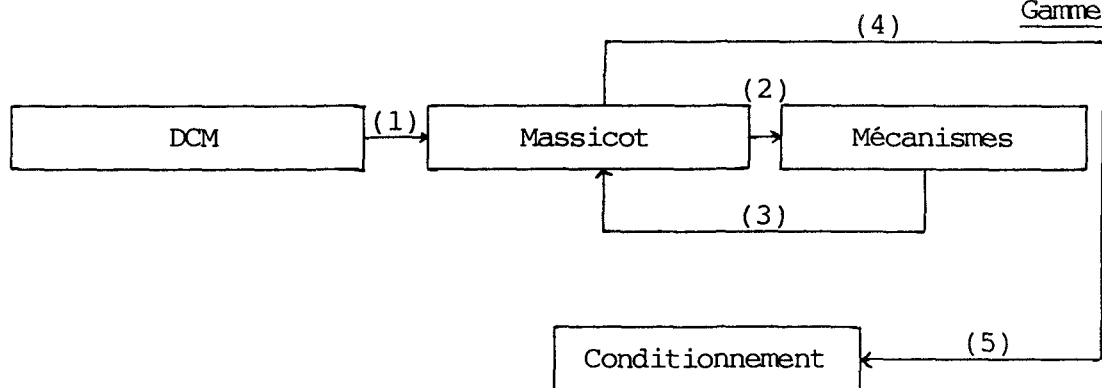 Gamme
(4)
(2)
DCM
(1)
Massicot
Mécanismes
(3)
Conditionnement
(5)